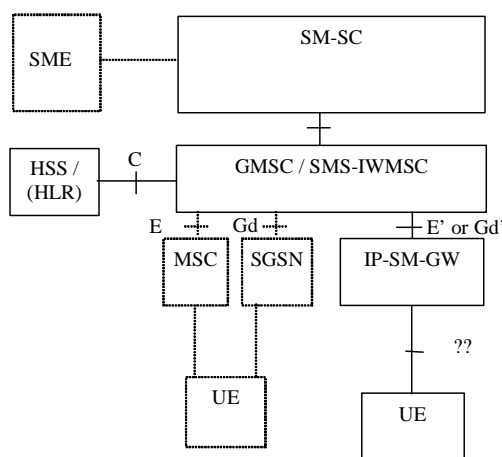 SM-SC
SME
HSS /
(HLR)
C
GMSC / SMS-IWMSC
E
Gd
E’ or Gd’
MSC
SGSN
IP-SM-GW
??
UE
UE